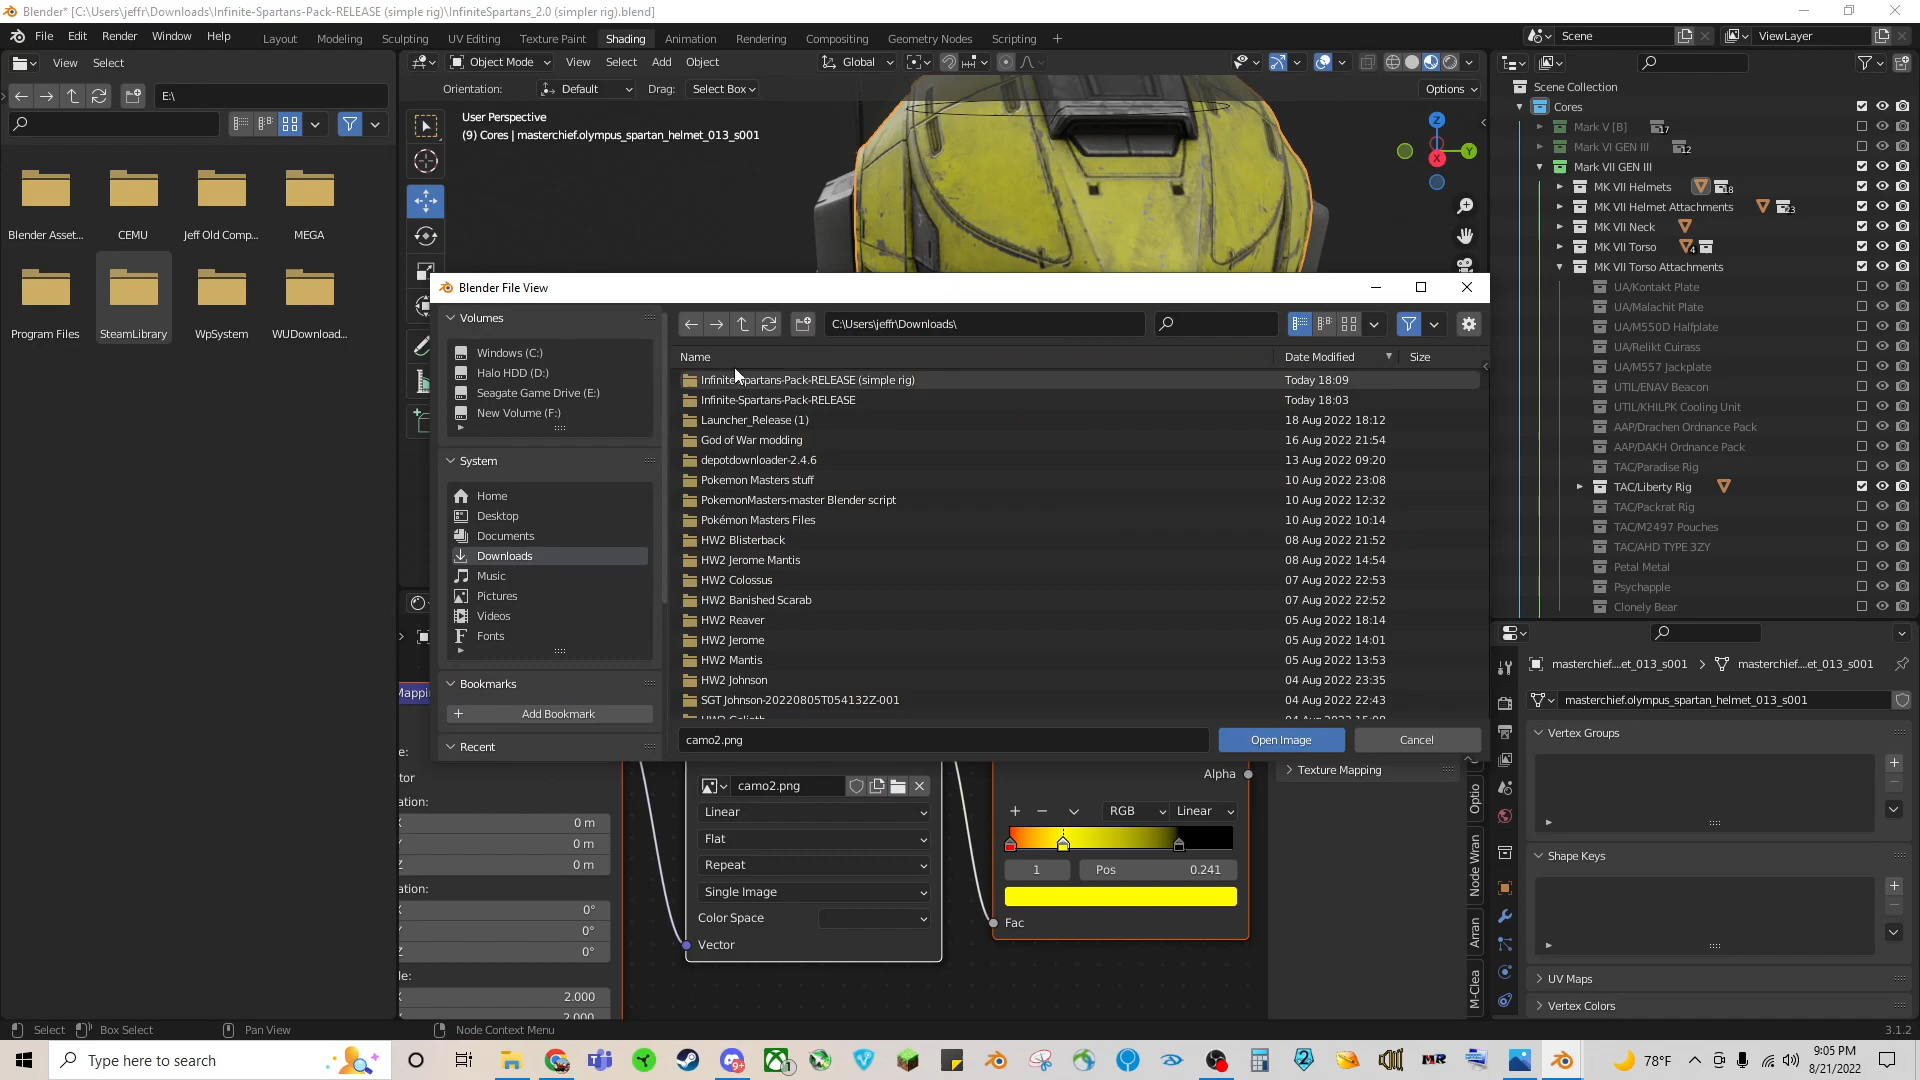 Blender* [C:\Users\jeffr\Downloads\Infinite-Spartans-Pack-RELEASE (simple rig)\InfiniteSpartans_2.0 (simpler rig).blend]
File Edit Render Window Help Layout Modeling Sculpting UV Editing Texture Paint Shading Animation Rendering Compositing Geometry Nodes Scripting + Scene ViewLayer
View Select Object Mode View Select Add Object Global
E:\ Orientation: Default Drag: Select Box Options
Scene Collection
User Perspective
(9) Cores | masterchief.olympus_spartan_helmet_013_s001
Z
Y
X
Cores
Mark V [B] 17
Mark VI GEN III 12
Mark VII GEN III
MK VII Helmets 18
MK VII Helmet Attachments 23
MK VII Neck
MK VII Torso 4
MK VII Torso Attachments
UA/Kontakt Plate
UA/Malachit Plate
UA/M550D Halfplate
UA/Relikt Cuirass
UA/M557 Jackplate
UTIL/ENAV Beacon
UTIL/KHILPK Cooling Unit
AAP/Drachen Ordnance Pack
AAP/DAKH Ordnance Pack
TAC/Paradise Rig
TAC/Liberty Rig
TAC/Packrat Rig
TAC/M2497 Pouches
TAC/AHD TYPE 3ZY
Petal Metal
Psychapple
Clonely Bear
Blender Asset... CEMU Jeff Old Comp... MEGA
Program Files SteamLibrary WpSystem WUDownload...
Blender File View
Volumes
Windows (C:)
Halo HDD (D:)
Seagate Game Drive (E:)
New Volume (F:)
System
Home
Desktop
Documents
Downloads
Music
Pictures
Videos
Fonts
Bookmarks
Add Bookmark
Recent
C:\Users\jeffr\Downloads\
Name Date Modified Size
Infinite-Spartans-Pack-RELEASE (simple rig) Today 18:09
Infinite-Spartans-Pack-RELEASE Today 18:03
Launcher_Release (1) 18 Aug 2022 18:12
God of War modding 16 Aug 2022 21:54
depotdownloader-2.4.6 13 Aug 2022 09:20
Pokemon Masters stuff 10 Aug 2022 23:08
PokemonMasters-master Blender script 10 Aug 2022 12:32
Pokémon Masters Files 10 Aug 2022 10:14
HW2 Blisterback 08 Aug 2022 21:52
HW2 Jerome Mantis 08 Aug 2022 14:54
HW2 Colossus 07 Aug 2022 22:53
HW2 Banished Scarab 07 Aug 2022 22:52
HW2 Reaver 05 Aug 2022 18:14
HW2 Jerome 05 Aug 2022 14:01
HW2 Mantis 05 Aug 2022 13:53
HW2 Johnson 04 Aug 2022 23:35
SGT Johnson-20220805T054132Z-001 04 Aug 2022 22:43
camo2.png Open Image Cancel
Mappin
e:
tor
ation:
0 m
0 m
0 m
ation:
0°
0°
0°
le:
2.000
2.000
camo2.png
Linear
Flat
Repeat
Single Image
Color Space
Vector
Alpha
RGB Linear
1 Pos 0.241
Fac
Texture Mapping
Optio
Node Wran
Arran
M-Clea
masterchief....et_013_s001 masterchief....et_013_s001
masterchief.olympus_spartan_helmet_013_s001
Vertex Groups
Shape Keys
UV Maps
Vertex Colors
Select Box Select Pan View Node Context Menu 3.1.2
Type here to search 78°F 9:05 PM
8/21/2022